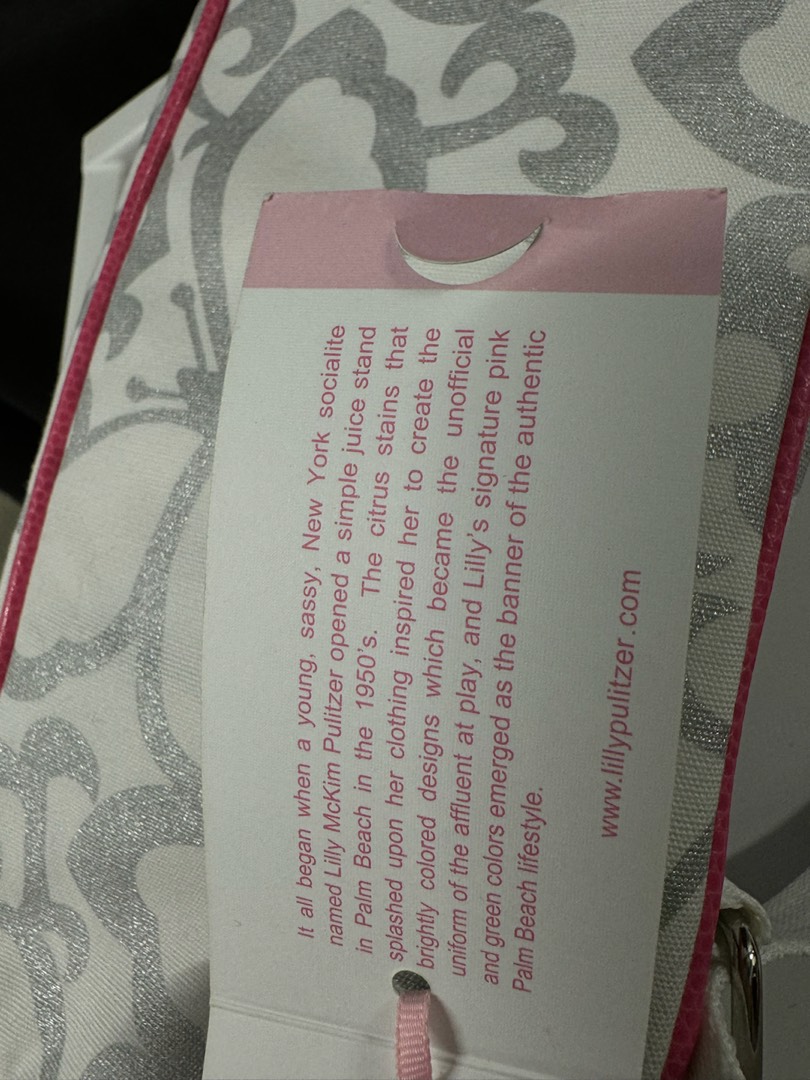 It all began when a young, sassy, New York socialite
named Lilly McKim Pulitzer opened a simple juice stand
in Palm Beach in the 1950's. The citrus stains that
splashed upon her clothing inspired her to create the
brightly colored designs which became the unofficial
uniform of the affluent at play, and Lilly's signature pink
and green colors emerged as the banner of the authentic
Palm Beach lifestyle.
www.lillypulitzer.com